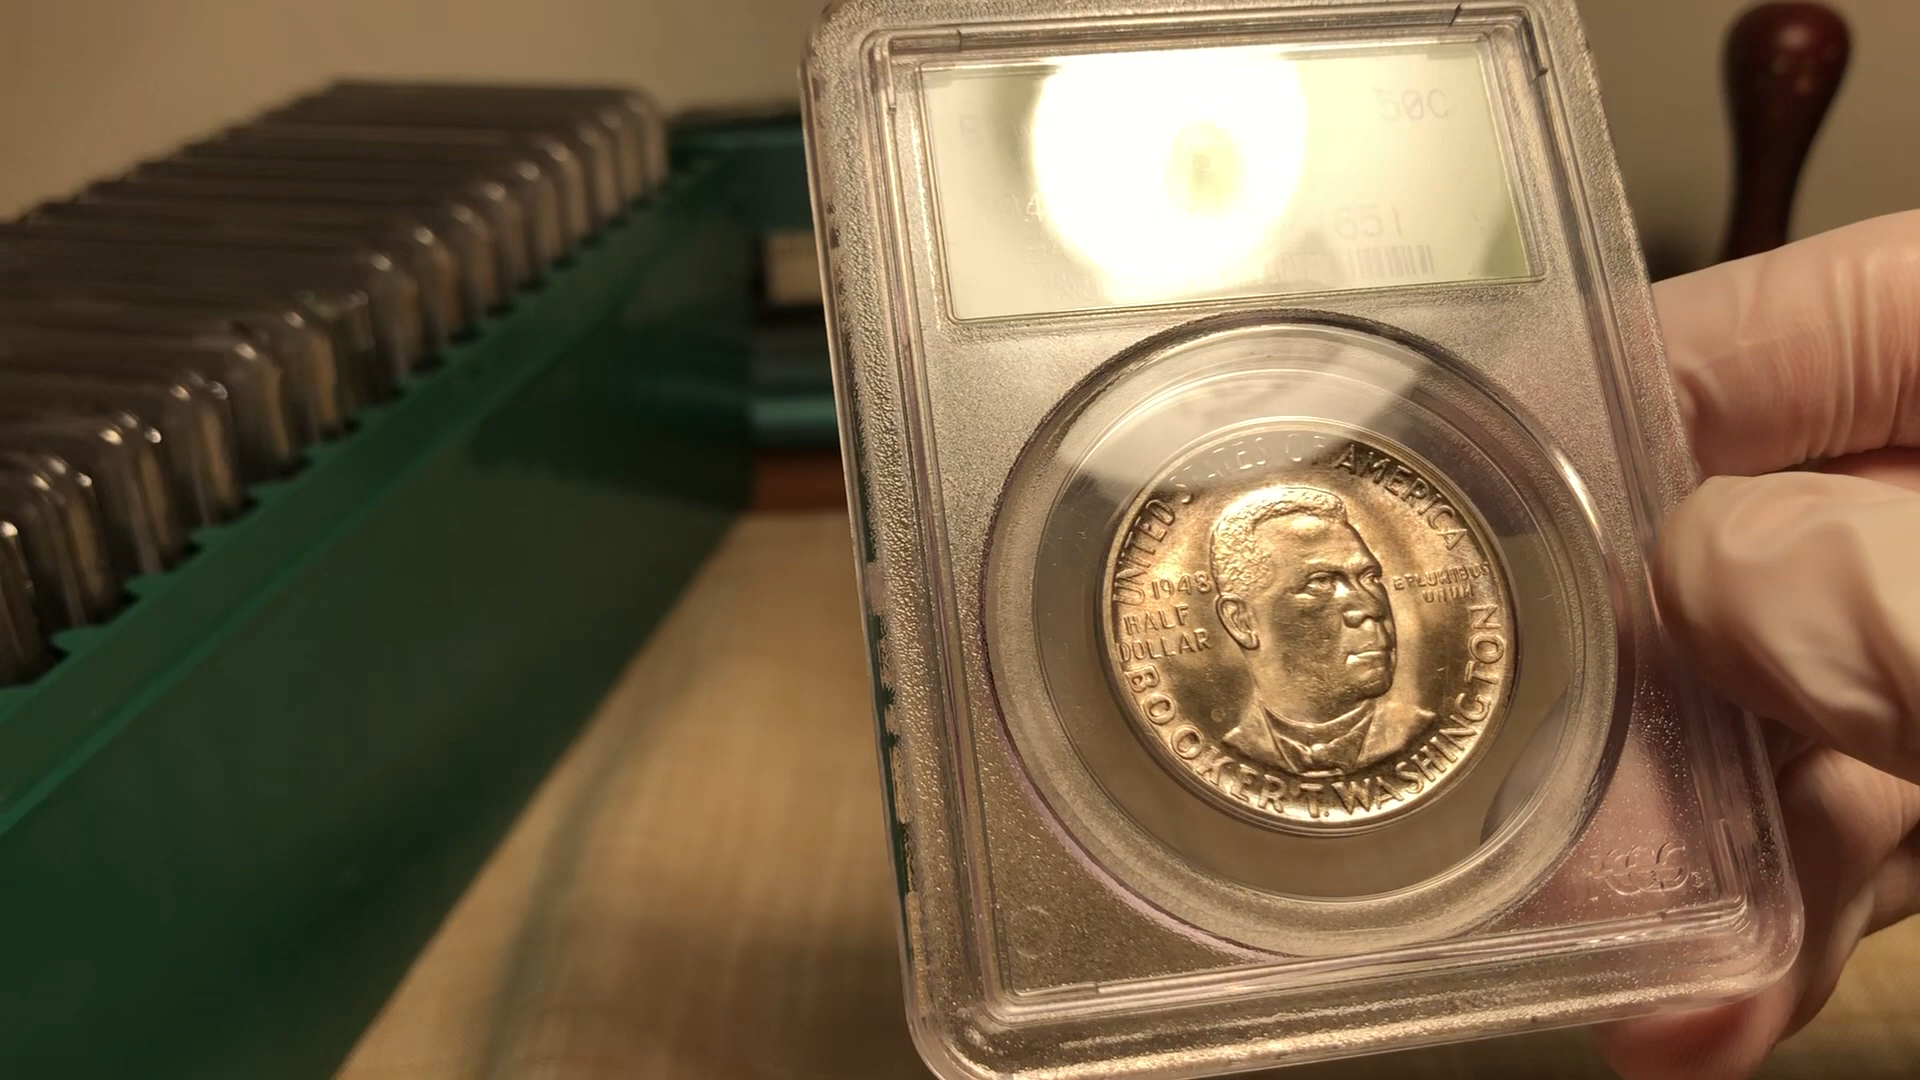 50C
651
UNITED STATES OF AMERICA
1948
HALF
DOLLAR
E PLURIBUS
UNUM
BOOKER T. WASHINGTON
PCGS